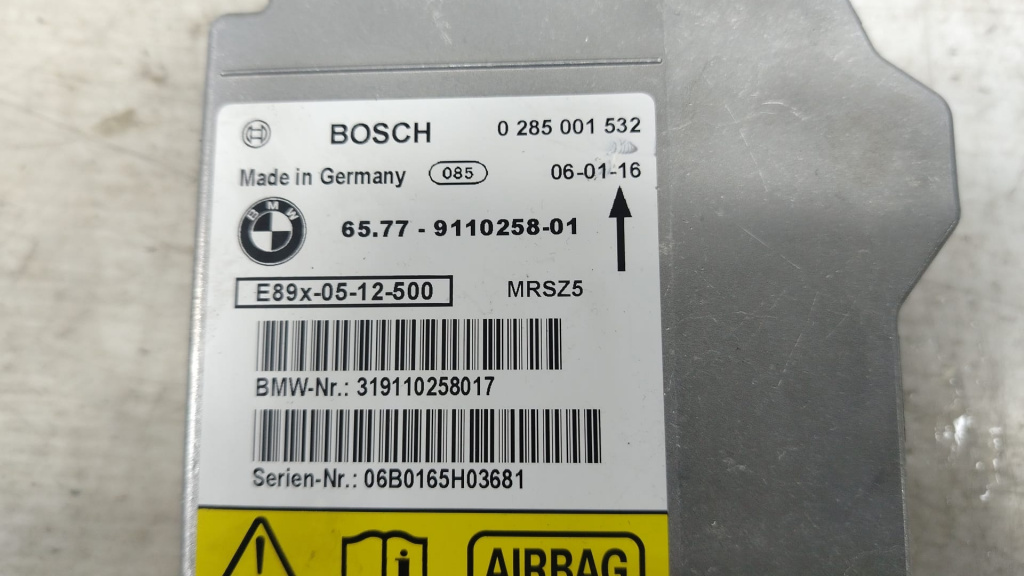 BOSCH 0 285 001 532
Made in Germany 085 06-01-16
BMW 65.77 - 9110258-01
E89x-05-12-500 MRSZ5
BMW-Nr.: 319110258017
Serien-Nr.: 06B0165H03681
AIRBAG